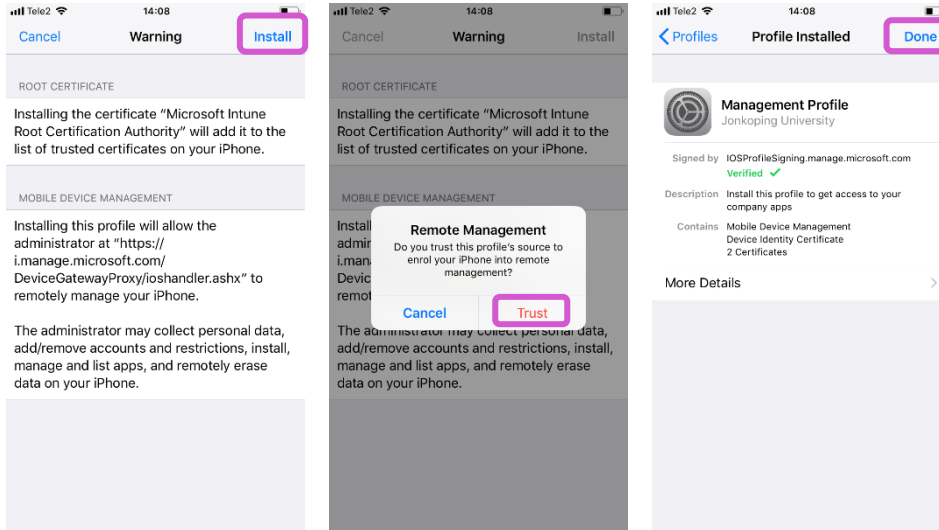 Tele2 14:08
Cancel Warning Install
ROOT CERTIFICATE
Installing the certificate “Microsoft Intune
Root Certification Authority” will add it to the
list of trusted certificates on your iPhone.
MOBILE DEVICE MANAGEMENT
Installing this profile will allow the
administrator at “https://
i.manage.microsoft.com/
DeviceGatewayProxy/ioshandler.ashx” to
remotely manage your iPhone.
The administrator may collect personal data,
add/remove accounts and restrictions, install,
manage and list apps, and remotely erase
data on your iPhone.
Tele2 14:08
Cancel Warning Install
ROOT CERTIFICATE
Installing the certificate “Microsoft Intune
Root Certification Authority” will add it to the
list of trusted certificates on your iPhone.
MOBILE DEVICE MANAGEMENT
Instal
admir
i.man
Devic
remot
Remote Management
Do you trust this profile's source to
enrol your iPhone into remote
management?
Cancel Trust
The administrator may collect personal data,
add/remove accounts and restrictions, install,
manage and list apps, and remotely erase
data on your iPhone.
Tele2 14:08
Profiles Profile Installed Done
Management Profile
Jonkoping University
Signed by IOSProfileSigning.manage.microsoft.com
Verified ✓
Description Install this profile to get access to your
company apps
Contains Mobile Device Management
Device Identity Certificate
2 Certificates
More Details